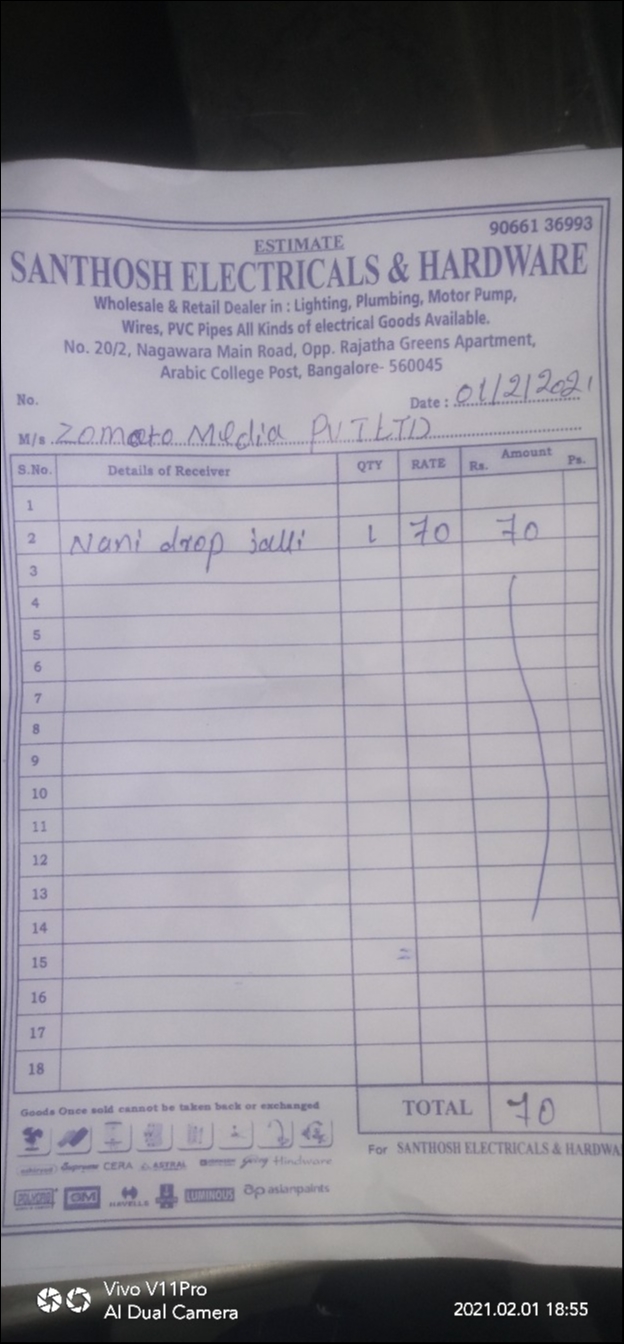 90661 36993
ESTIMATE
SANTHOSH ELECTRICALS & HARDWARE
Wholesale & Retail Dealer in : Lighting, Plumbing, Motor Pump,
Wires, PVC Pipes All Kinds of electrical Goods Available.
No. 20/2, Nagawara Main Road, Opp. Rajatha Greens Apartment,
Arabic College Post, Bangalore- 560045
No.
Date : 01/2/2021
M/s Zomato Media PVT LTD
S.No. Details of Receiver QTY RATE Amount Rs. Ps.
1
2 Nani drop jalli 1 70 70
3
4
5
6
7
8
9
10
11
12
13
14
15
16
17
18
Goods Once sold cannot be taken back or exchanged
TOTAL 70
For SANTHOSH ELECTRICALS & HARDWA
Supreme CERA ASTRAL Hindware
GM HAVELLS LUMINOUS ap asianpaints
Vivo V11Pro
AI Dual Camera
2021.02.01 18:55